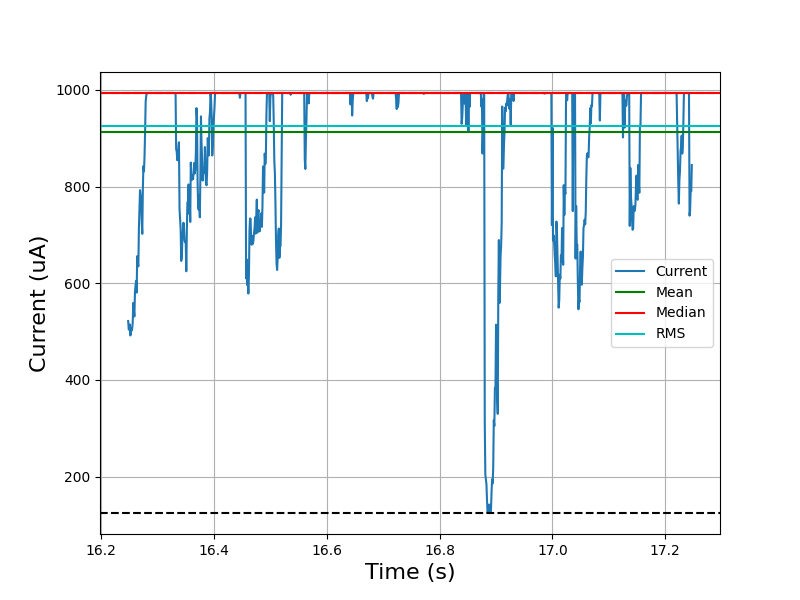 1000
800
600
400
200
Current (uA)
16.2 16.4 16.6 16.8 17.0 17.2
Time (s)
Current
Mean
Median
RMS